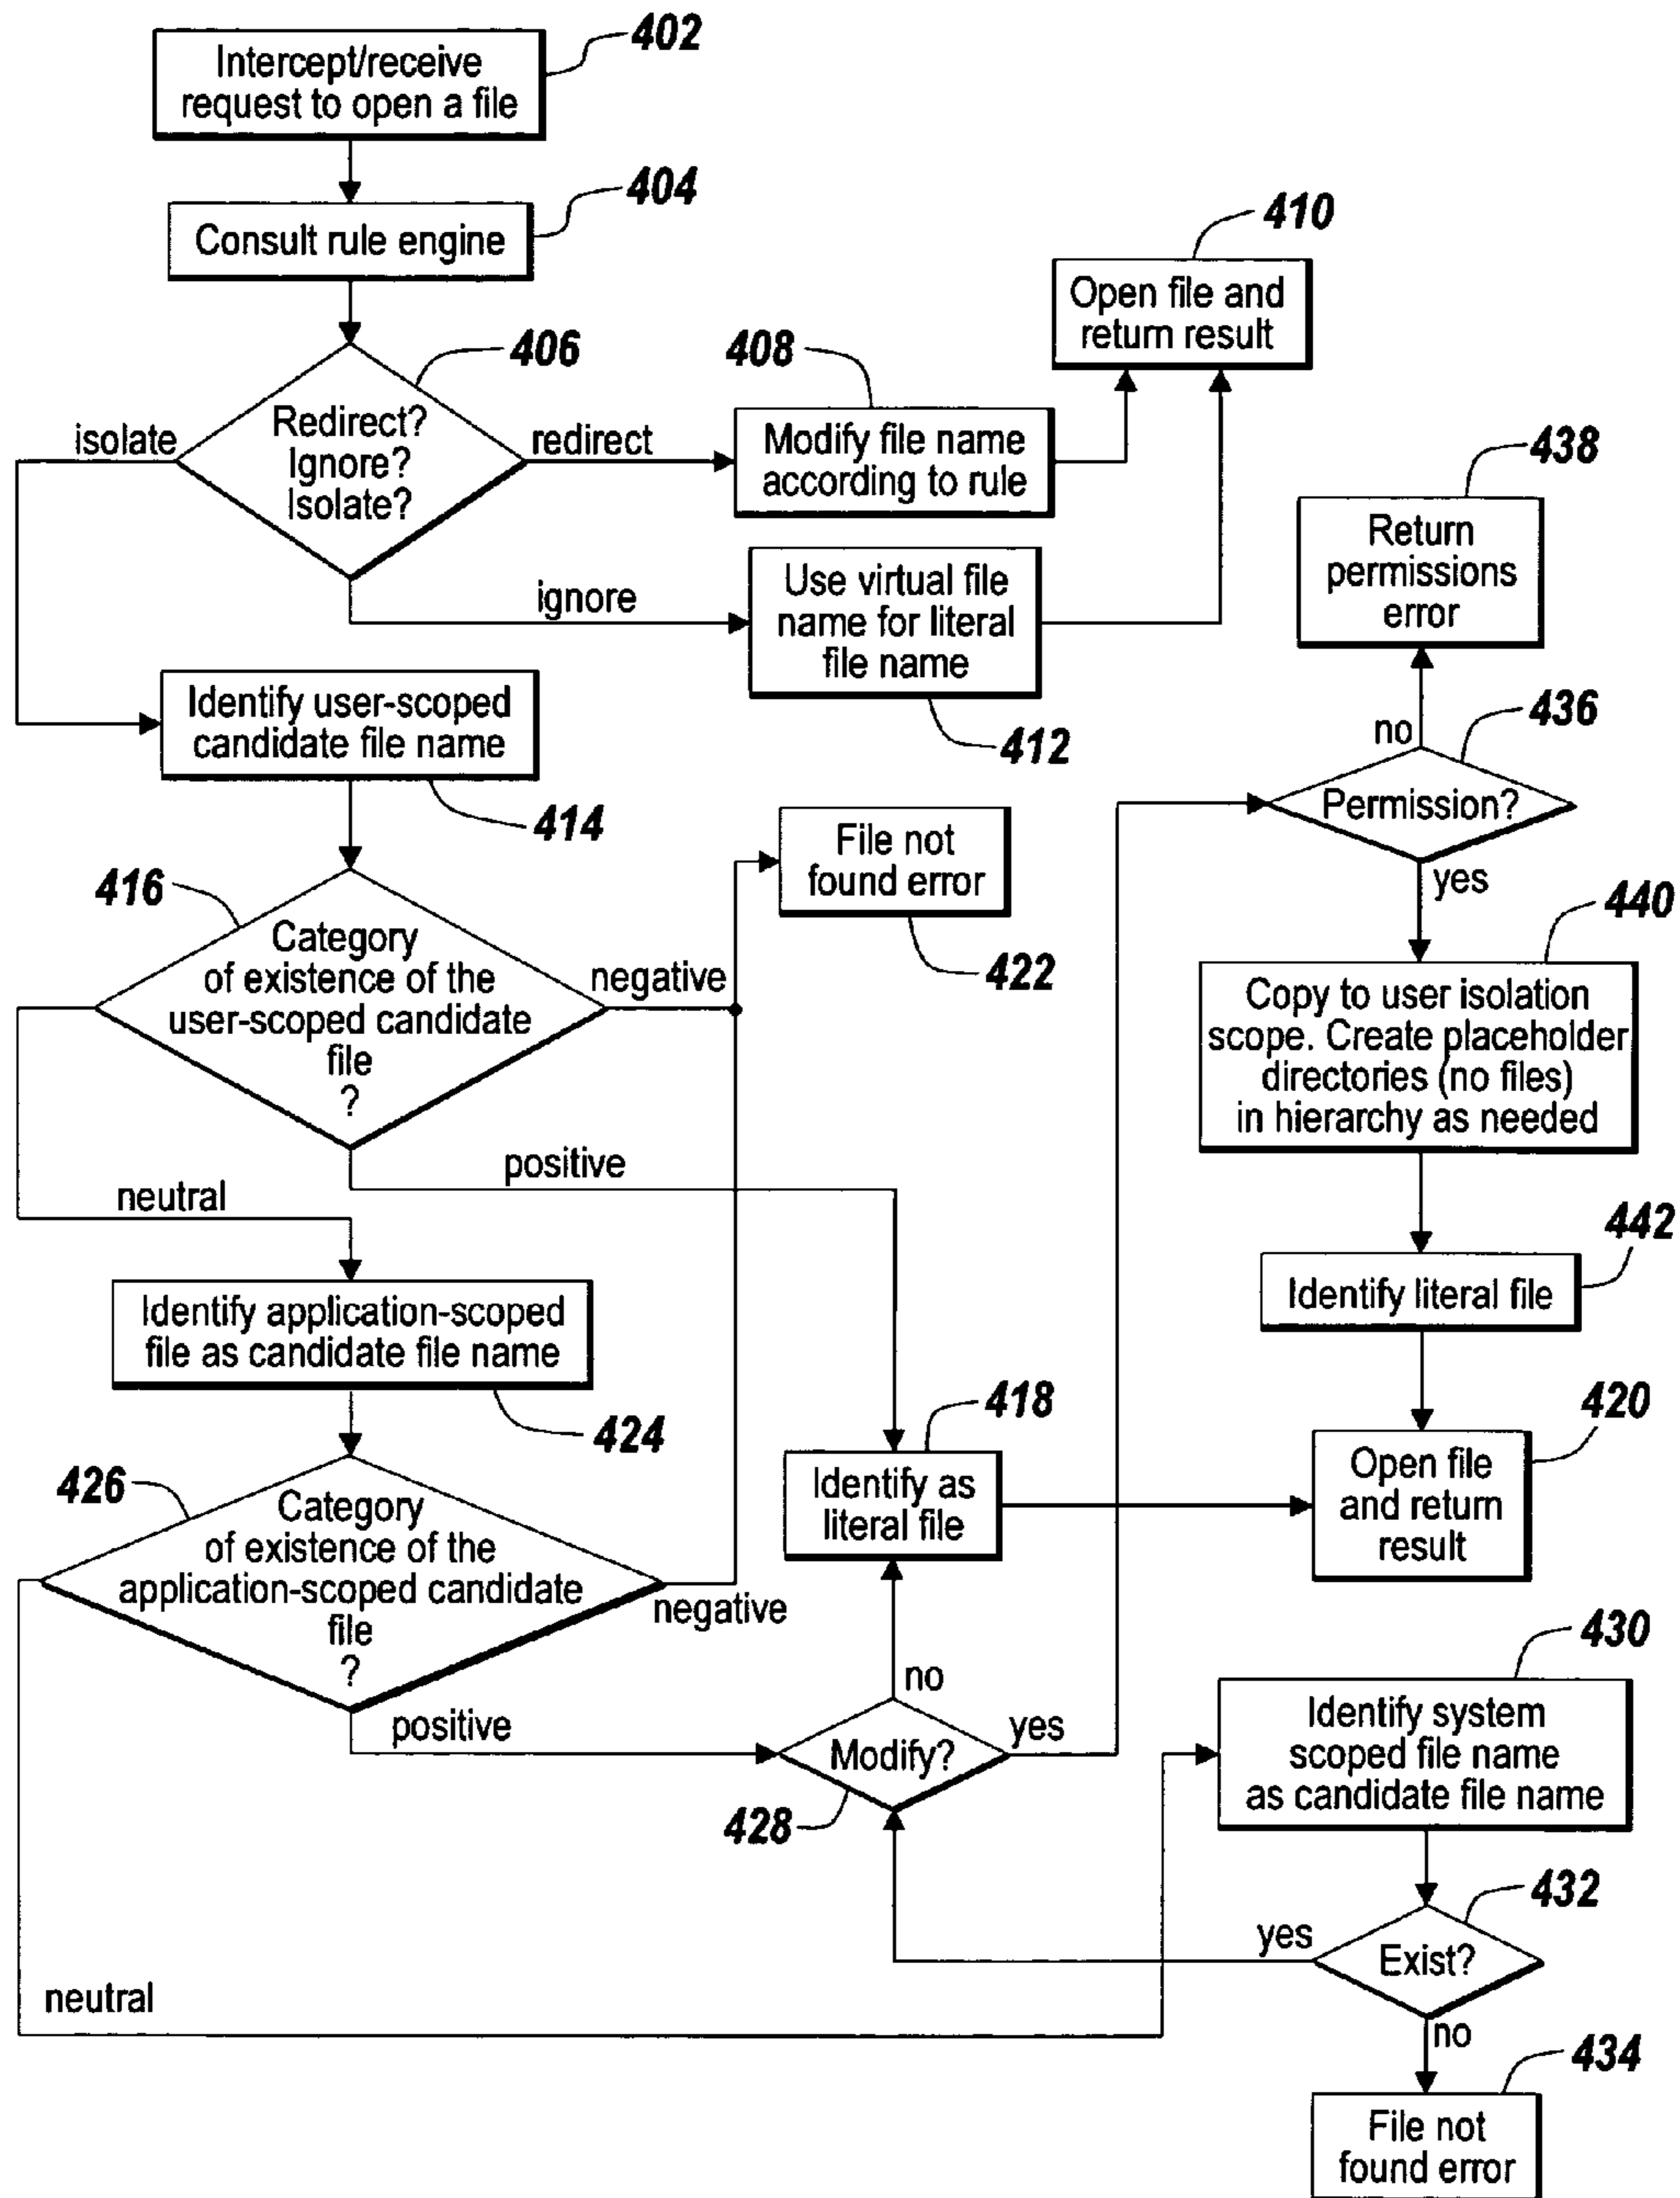 402
Intercept/receive
request to open a file
404
Consult rule engine
410
Open file and
return result
406
Redirect?
Ignore?
Isolate?
isolate
redirect
408
Modify file name
according to rule
438
Return
permissions
error
ignore
Use virtual file
name for literal
file name
412
Identify user-scoped
candidate file name
414
436
no
Permission?
yes
File not
found error
422
416
Category
of existence of the
user-scoped candidate
file
?
negative
positive
neutral
440
Copy to user isolation
scope. Create placeholder
directories (no files)
in hierarchy as needed
442
Identify literal file
Identify application-scoped
file as candidate file name
424
418
Identify as
literal file
420
Open file
and return
result
426
Category
of existence of the
application-scoped candidate
file
?
negative
positive
neutral
no
Modify?
yes
428
430
Identify system
scoped file name
as candidate file name
432
yes
Exist?
no
434
File not
found error